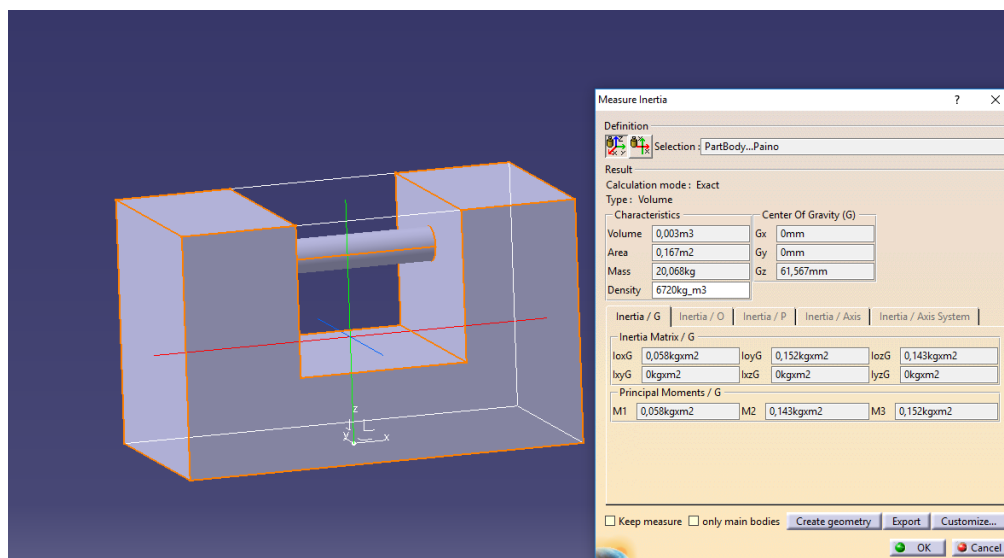 Measure Inertia ? X
Definition
Selection : PartBody...Paino
Result
Calculation mode : Exact
Type : Volume
Characteristics Center Of Gravity (G)
Volume 0,003m3 Gx 0mm
Area 0,167m2 Gy 0mm
Mass 20,068kg Gz 61,567mm
Density 6720kg_m3
Inertia / G Inertia / O Inertia / P Inertia / Axis Inertia / Axis System
Inertia Matrix / G
IoxG 0,058kgxm2 IoyG 0,152kgxm2 IozG 0,143kgxm2
IxyG 0kgxm2 IxzG 0kgxm2 IyzG 0kgxm2
Principal Moments / G
M1 0,058kgxm2 M2 0,143kgxm2 M3 0,152kgxm2
z
y x
Keep measure only main bodies Create geometry Export Customize...
OK Cancel